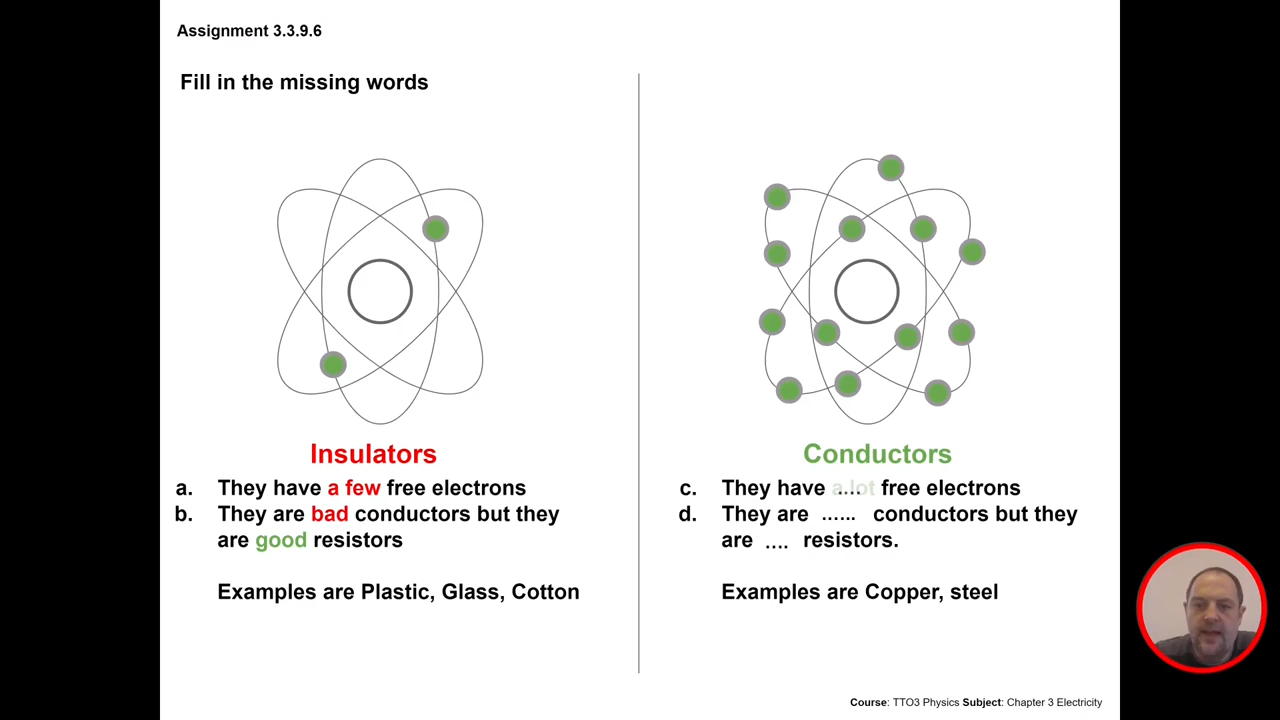 Assignment 3.3.9.6
Fill in the missing words
Insulators
a. They have a few free electrons
b. They are bad conductors but they
are good resistors
Examples are Plastic, Glass, Cotton
Conductors
c. They have a lot .... free electrons
d. They are ...... conductors but they
are .... resistors.
Examples are Copper, steel
Course: TTO3 Physics Subject: Chapter 3 Electricity